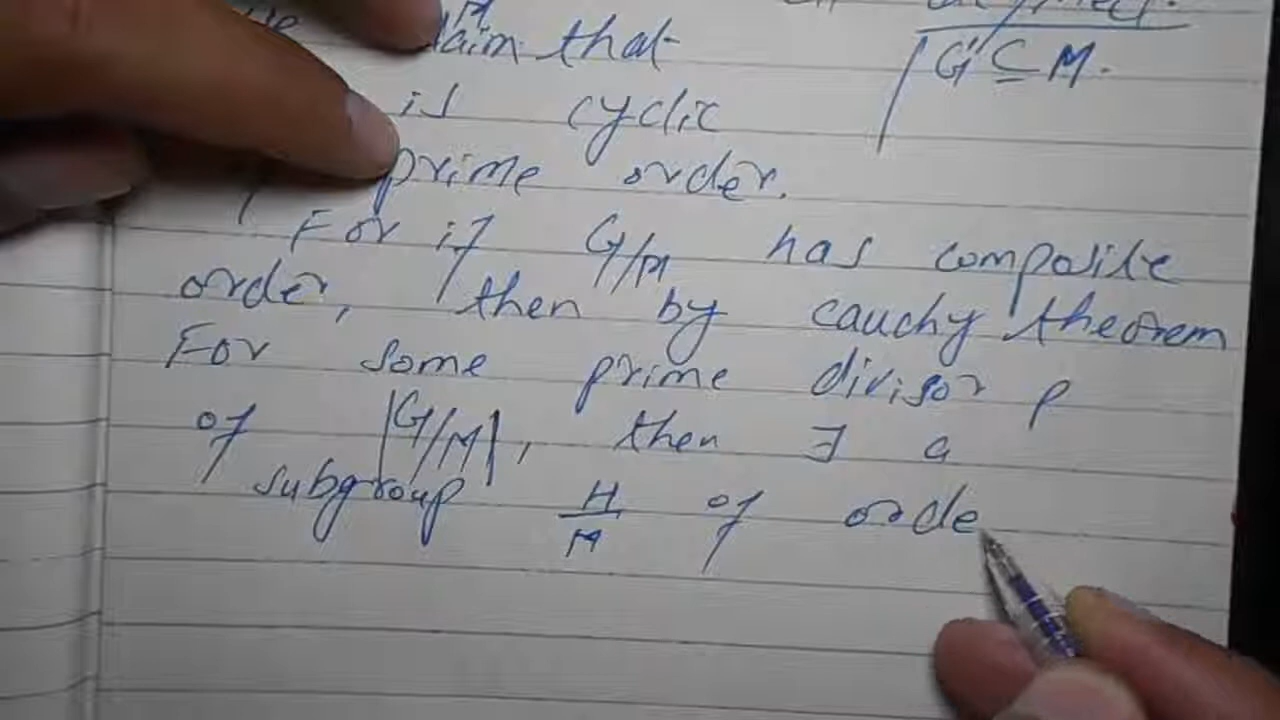 claim that
G' ⊆ M.
is cyclic
prime order.
For if G/M has composite
order, then by cauchy theorem
For some prime divisor p
of |G/M|, then ∃ a
subgroup H/M of orde